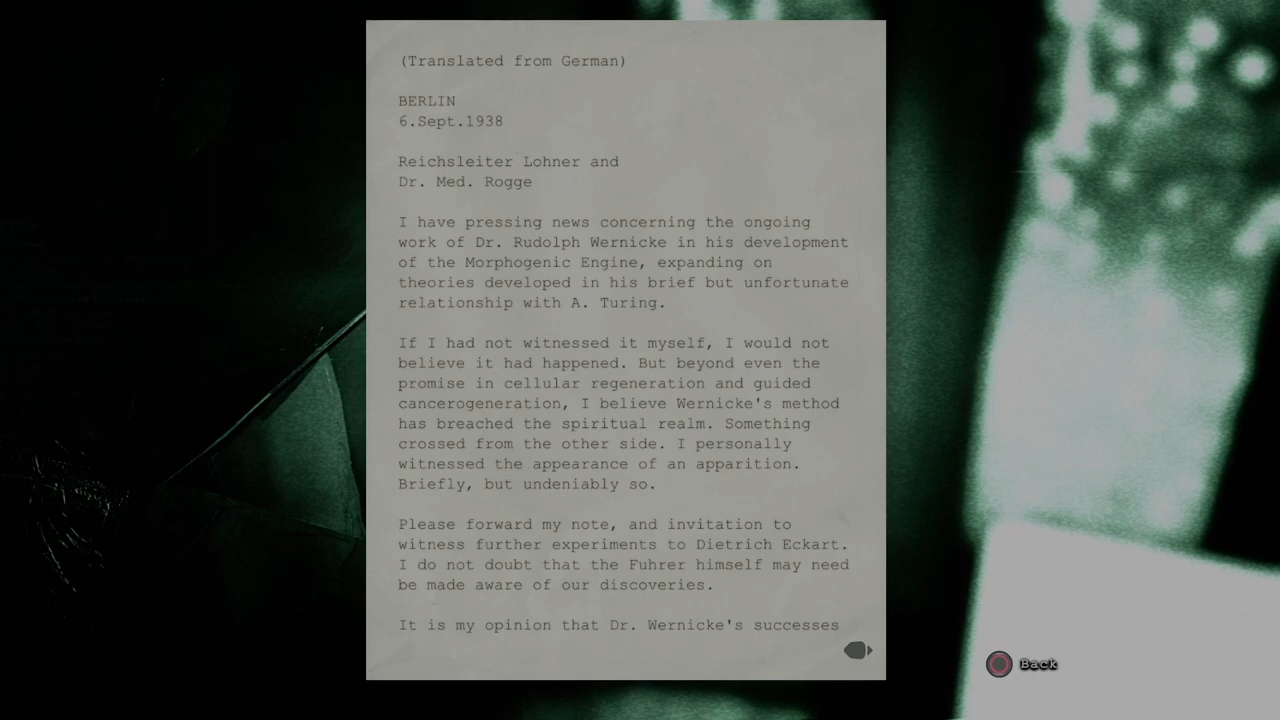 (Translated from German)
BERLIN
6.Sept.1938
Reichsleiter Lohner and
Dr. Med. Rogge
I have pressing news concerning the ongoing
work of Dr. Rudolph Wernicke in his development
of the Morphogenic Engine, expanding on
theories developed in his brief but unfortunate
relationship with A. Turing.
If I had not witnessed it myself, I would not
believe it had happened. But beyond even the
promise in cellular regeneration and guided
cancerogeneration, I believe Wernicke's method
has breached the spiritual realm. Something
crossed from the other side. I personally
witnessed the appearance of an apparition.
Briefly, but undeniably so.
Please forward my note, and invitation to
witness further experiments to Dietrich Eckart.
I do not doubt that the Fuhrer himself may need
be made aware of our discoveries.
It is my opinion that Dr. Wernicke's successes
Back